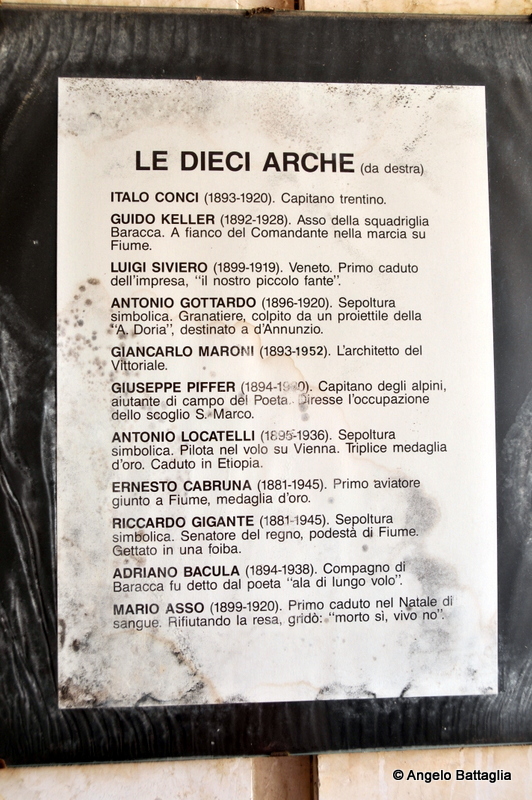 LE DIECI ARCHE (da destra)
ITALO CONCI (1893-1920). Capitano trentino.
GUIDO KELLER (1892-1928). Asso della squadriglia
Baracca. A fianco del Comandante nella marcia su
Fiume.
LUIGI SIVIERO (1899-1919). Veneto. Primo caduto
dell'impresa, "il nostro piccolo fante".
ANTONIO GOTTARDO (1896-1920). Sepoltura
simbolica. Granatiere, colpito da un proiettile della
"A. Doria", destinato a d'Annunzio.
GIANCARLO MARONI (1893-1952). L'architetto del
Vittoriale.
GIUSEPPE PIFFER Capitano degli alpini,
aiutante di campo del Poeta. Diresse l'occupazione
dello scoglio S. Marco.
ANTONIO LOCATELLI (1895-1936). Sepoltura
simbolica. Pilota nel volo su Vienna. Triplice medaglia
d'oro. Caduto in Etiopia.
ERNESTO CABRUNA (1881-1945). Primo aviatore
giunto a Fiume, medaglia d'oro.
RICCARDO GIGANTE (1881-1945). Sepoltura
simbolica. Senatore del regno, podestà di Fiume.
Gettato in una foiba.
ADRIANO BACULA (1894-1938). Compagno di
Baracca fu detto dal poeta "ala di lungo volo".
MARIO ASSO (1899-1920). Primo caduto nel Natale di
sangue. Rifiutando la resa, gridò: "morto sì, vivo no".
© Angelo Battaglia